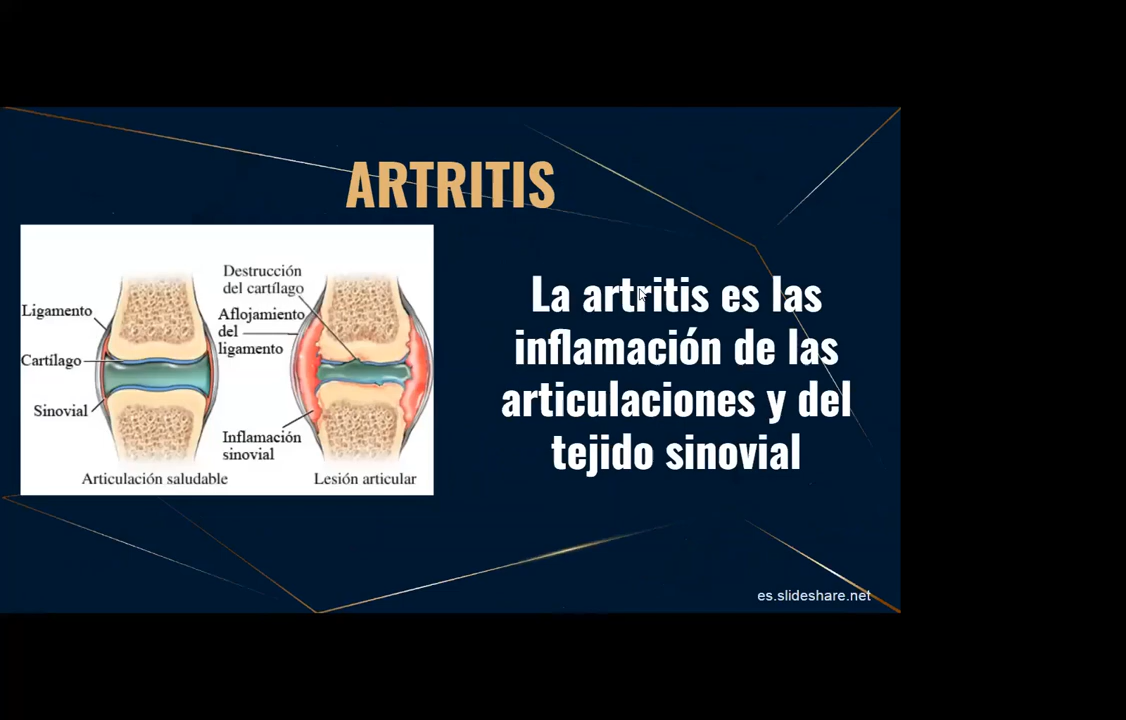 ARTRITIS
Destrucción
del cartílago
Ligamento
Aflojamiento
del
ligamento
Cartílago
Sinovial
Inflamación
sinovial
Articulación saludable
Lesión articular
La artritis es las
inflamación de las
articulaciones y del
tejido sinovial
es.slideshare.net